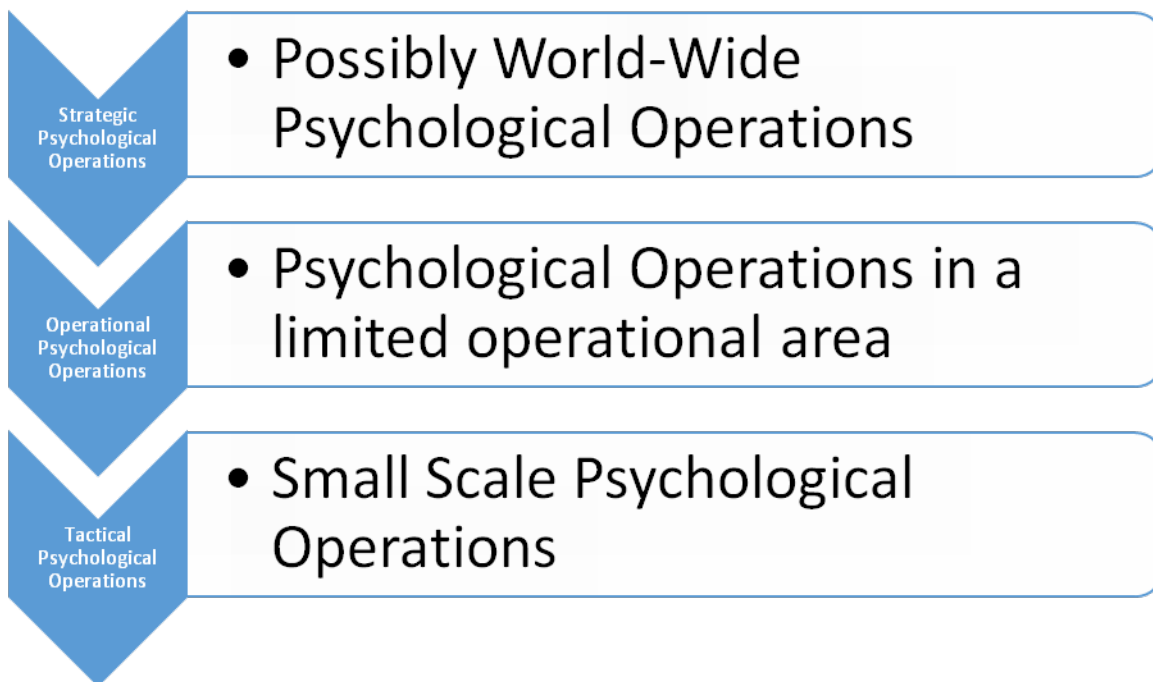 Strategic
Psychological
Operations
• Possibly World-Wide
Psychological Operations
Operational
Psychological
Operations
• Psychological Operations in a
limited operational area
Tactical
Psychological
Operations
• Small Scale Psychological
Operations